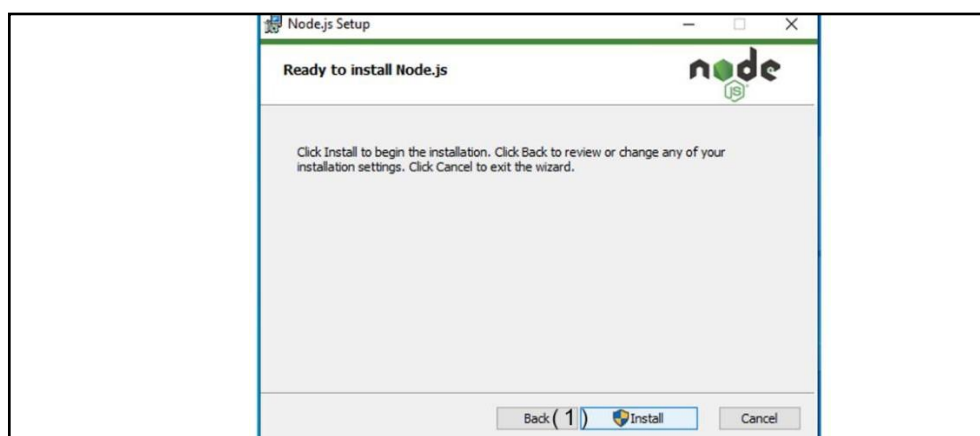 Node.js Setup
Ready to install Node.js
node
JS
Click Install to begin the installation. Click Back to review or change any of your
installation settings. Click Cancel to exit the wizard.
Back ( 1 ) Install Cancel